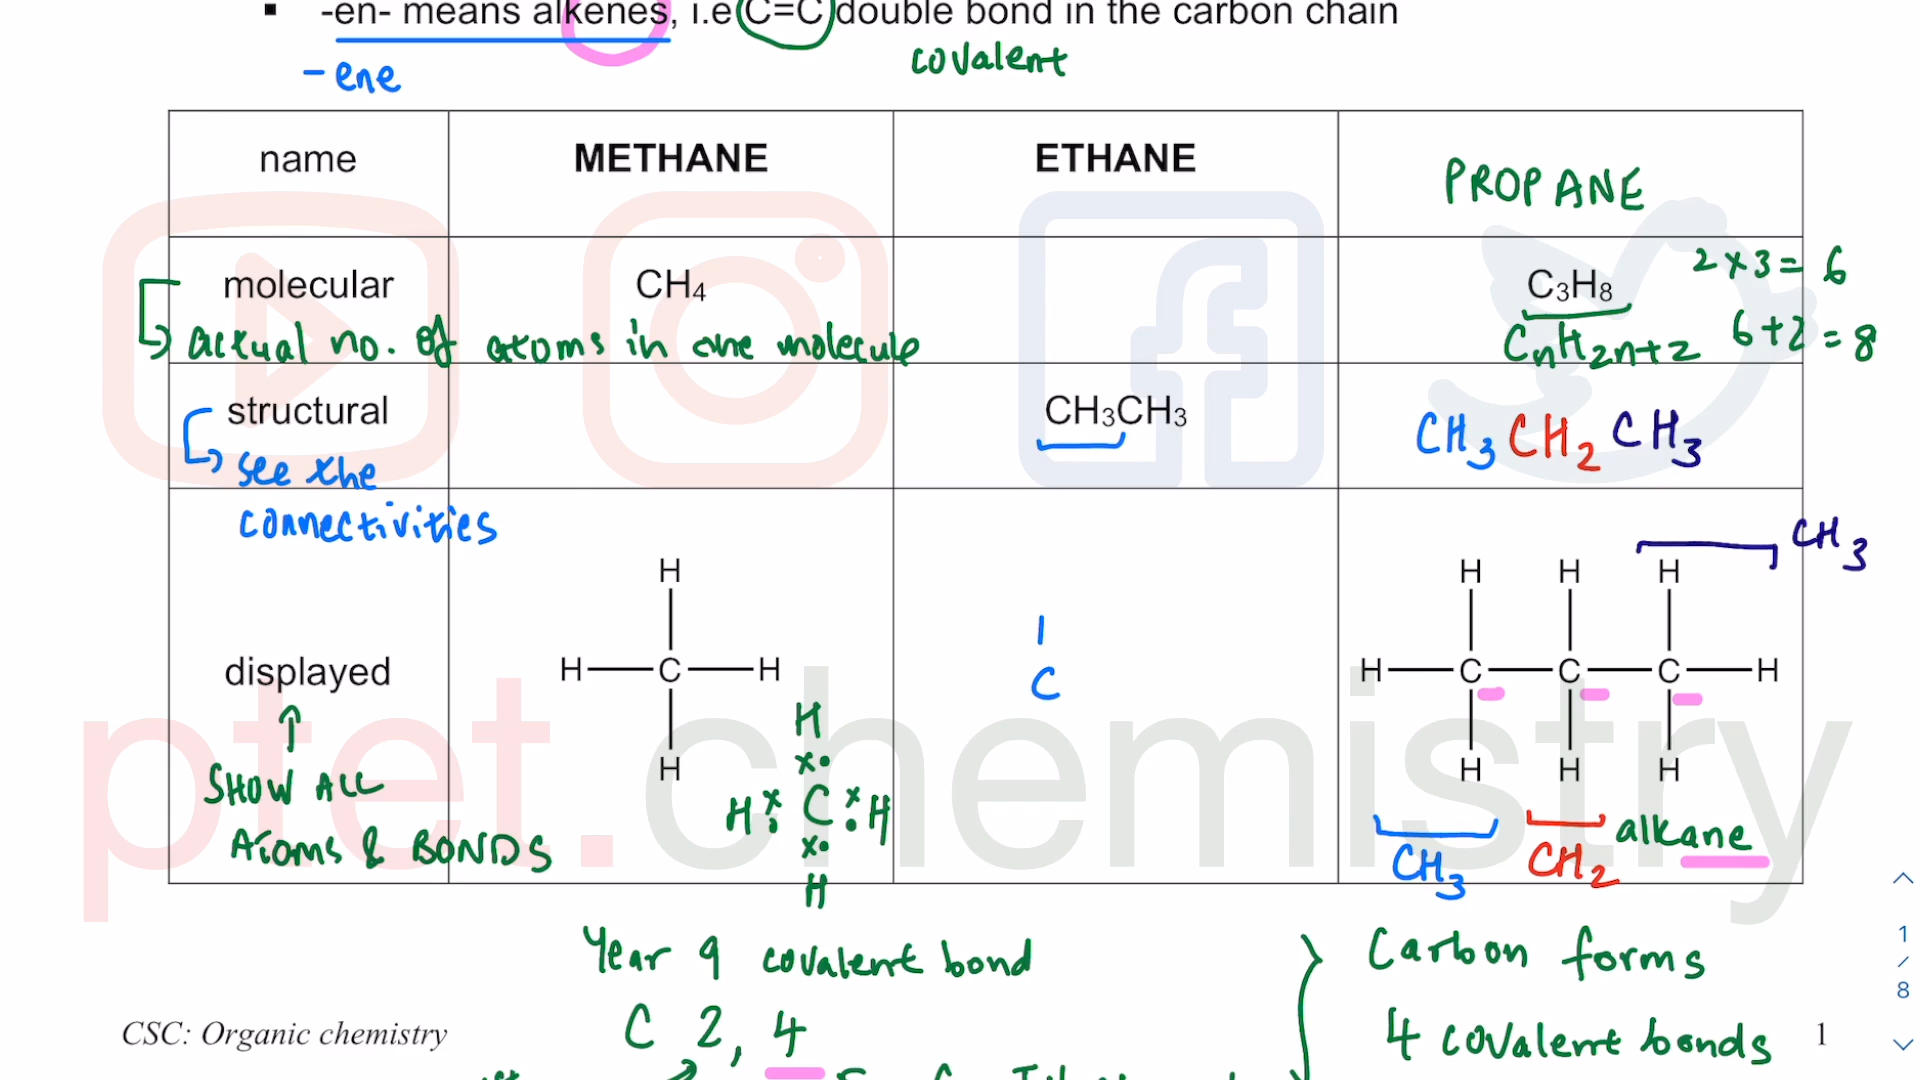 ▪ -en- means alkenes, i.e C=C double bond in the carbon chain
-ene
covalent
name METHANE ETHANE PROPANE
molecular CH4 C3H8 2x3=6
actual no. of atoms in one molecule CnH2n+2 6+2=8
structural CH3CH3 CH3CH2CH3
see the
connectivities
CH3
H H H H
C
displayed H C H H C C C H
H H H H
H
x•
H x• C x• H
x•
H
SHOW ALL
ATOMS & BONDS
CH3 CH2 alkane
ptet.chemistry
Year 9 covalent bond
Carbon forms
C 2, 4
4 covalent bonds
CSC: Organic chemistry 1
1
/
8